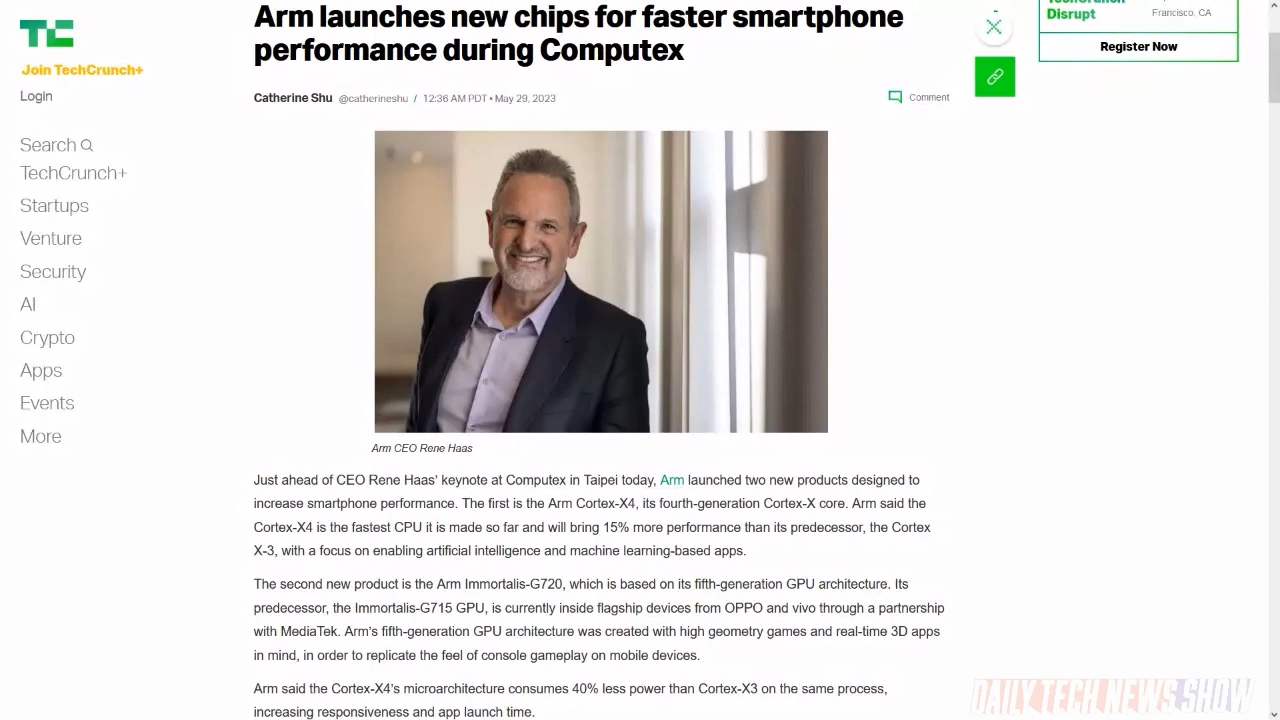 Arm launches new chips for faster smartphone
performance during Computex
TechCrunch
Disrupt
Francisco, CA
Register Now
TC
Join TechCrunch+
Login
Search
TechCrunch+
Startups
Venture
Security
AI
Crypto
Apps
Events
More
Catherine Shu @catherineshu / 12:36 AM PDT • May 29, 2023
Comment
Arm CEO Rene Haas
Just ahead of CEO Rene Haas' keynote at Computex in Taipei today, Arm launched two new products designed to
increase smartphone performance. The first is the Arm Cortex-X4, its fourth-generation Cortex-X core. Arm said the
Cortex-X4 is the fastest CPU it is made so far and will bring 15% more performance than its predecessor, the Cortex
X-3, with a focus on enabling artificial intelligence and machine learning-based apps.
The second new product is the Arm Immortalis-G720, which is based on its fifth-generation GPU architecture. Its
predecessor, the Immortalis-G715 GPU, is currently inside flagship devices from OPPO and vivo through a partnership
with MediaTek. Arm's fifth-generation GPU architecture was created with high geometry games and real-time 3D apps
in mind, in order to replicate the feel of console gameplay on mobile devices.
Arm said the Cortex-X4's microarchitecture consumes 40% less power than Cortex-X3 on the same process,
increasing responsiveness and app launch time.
DAILY TECH NEWS SHOW